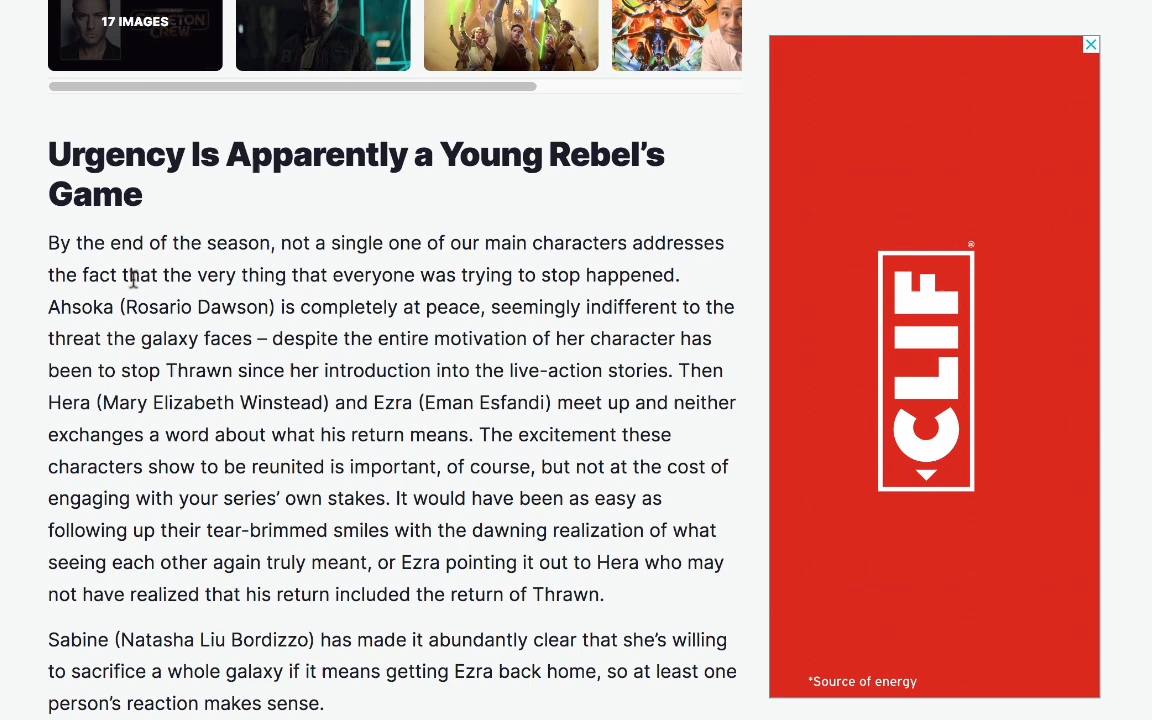 17 IMAGES
Urgency Is Apparently a Young Rebel’s
Game
By the end of the season, not a single one of our main characters addresses
the fact that the very thing that everyone was trying to stop happened.
Ahsoka (Rosario Dawson) is completely at peace, seemingly indifferent to the
threat the galaxy faces – despite the entire motivation of her character has
been to stop Thrawn since her introduction into the live-action stories. Then
Hera (Mary Elizabeth Winstead) and Ezra (Eman Esfandi) meet up and neither
exchanges a word about what his return means. The excitement these
characters show to be reunited is important, of course, but not at the cost of
engaging with your series’ own stakes. It would have been as easy as
following up their tear-brimmed smiles with the dawning realization of what
seeing each other again truly meant, or Ezra pointing it out to Hera who may
not have realized that his return included the return of Thrawn.
Sabine (Natasha Liu Bordizzo) has made it abundantly clear that she’s willing
to sacrifice a whole galaxy if it means getting Ezra back home, so at least one
person’s reaction makes sense.
CLIF®
*Source of energy